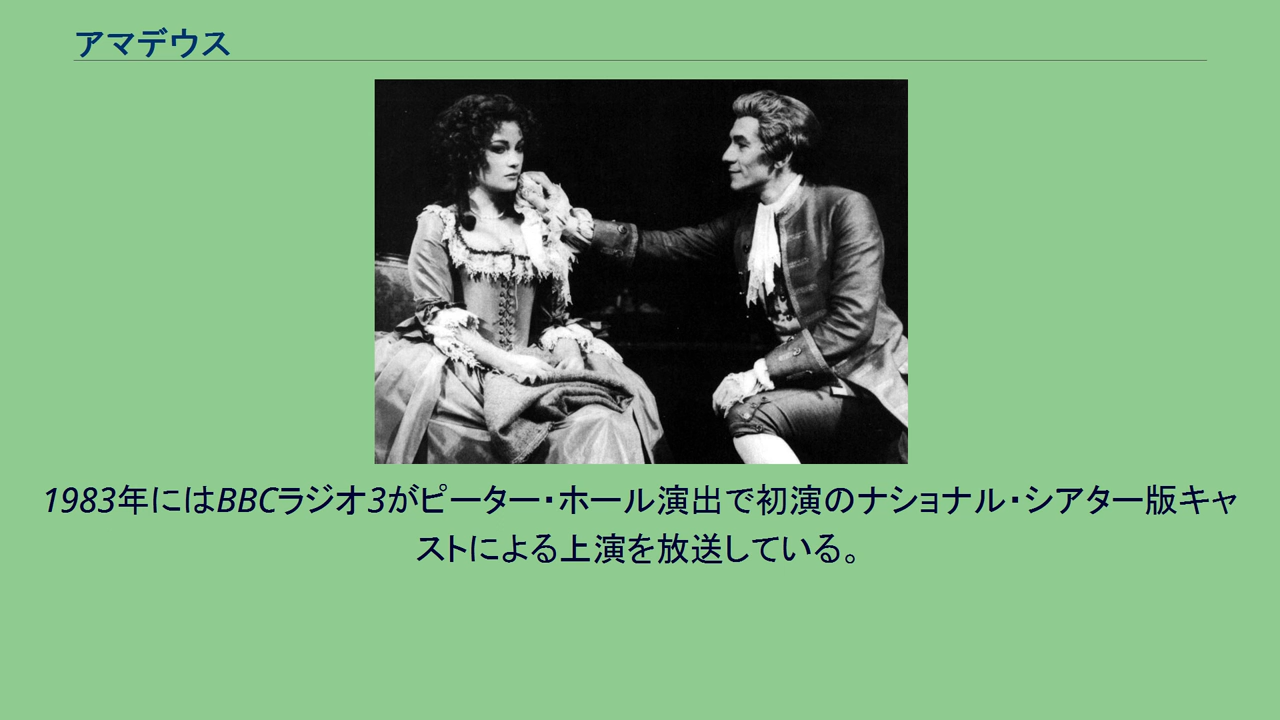 アマデウス
1983年にはBBCラジオ3がピーター・ホール演出で初演のナショナル・シアター版キャ
ストによる上演を放送している。